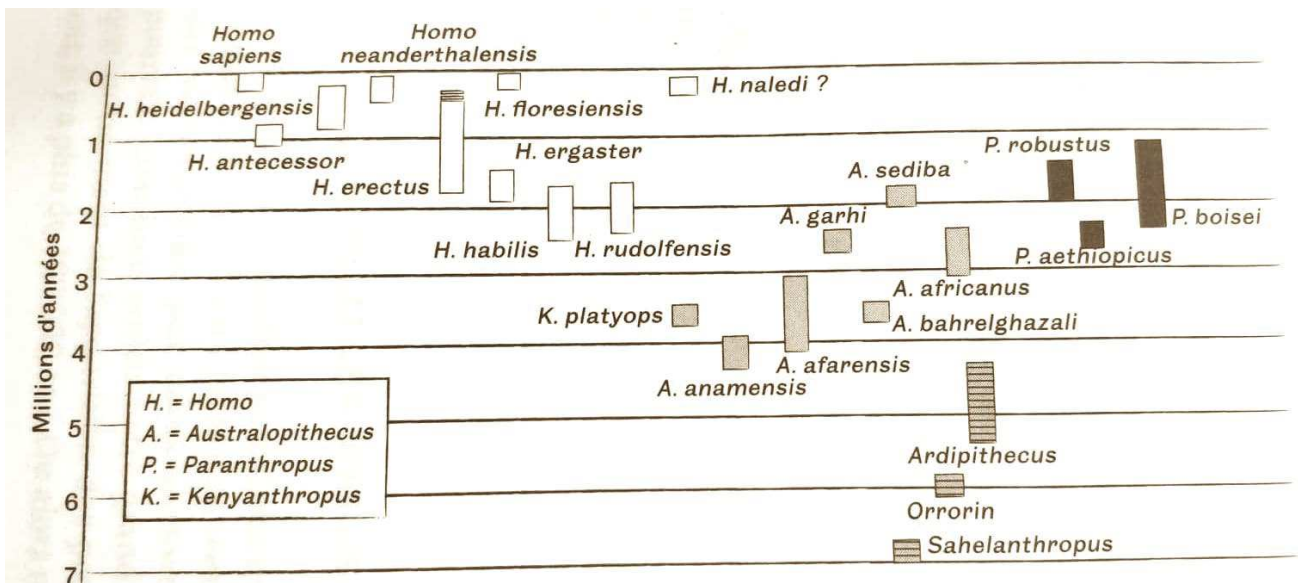 Homo
sapiens
Homo
neanderthalensis
0
H. heidelbergensis
H. floresiensis
H. naledi ?
1
H. antecessor
H. ergaster
P. robustus
H. erectus
A. sediba
2
A. garhi
P. boisei
H. habilis
H. rudolfensis
P. aethiopicus
3
A. africanus
K. platyops
A. bahrelghazali
4
A. afarensis
A. anamensis
Millions d'années
H. = Homo
A. = Australopithecus
P. = Paranthropus
K. = Kenyanthropus
5
Ardipithecus
6
Orrorin
Sahelanthropus
7